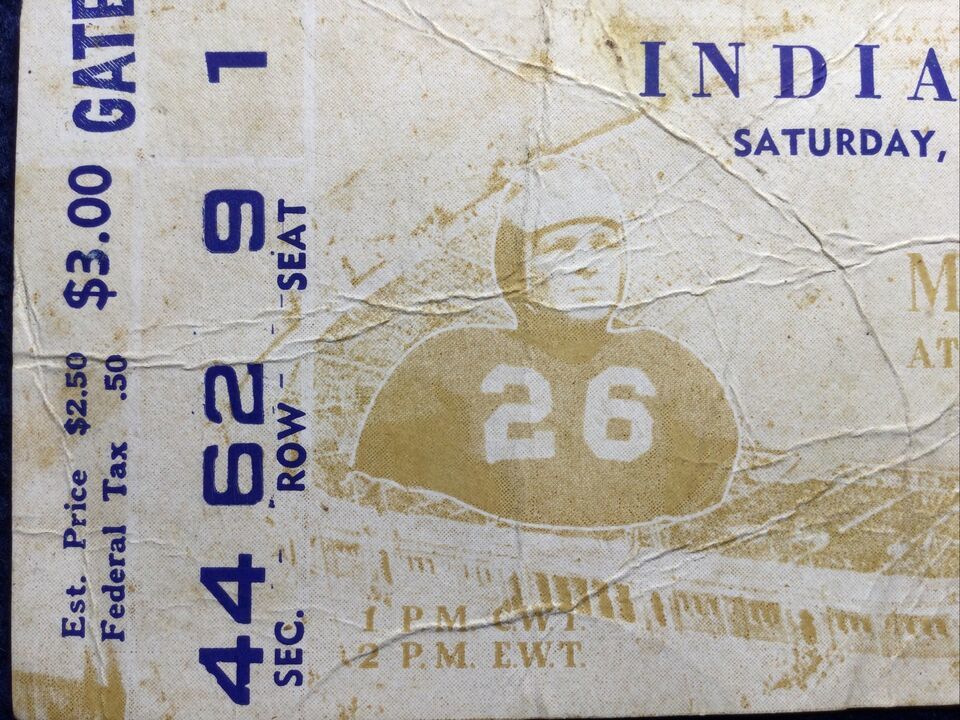 Est. Price $2.50
Federal Tax .50
$3.00
GATE
44 62 9 1
SEC. ROW SEAT
INDIA
SATURDAY,
M
AT
26
1 P.M. C.W.T.
2 P.M. E.W.T.